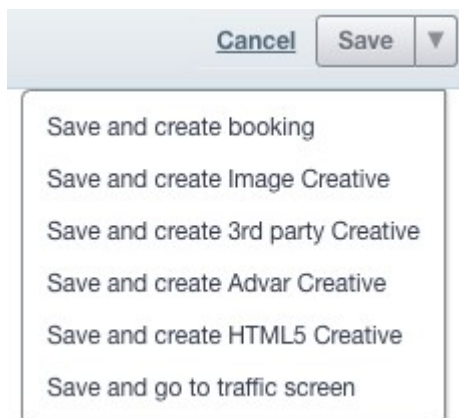 Cancel Save ▼
Save and create booking
Save and create Image Creative
Save and create 3rd party Creative
Save and create Advar Creative
Save and create HTML5 Creative
Save and go to traffic screen